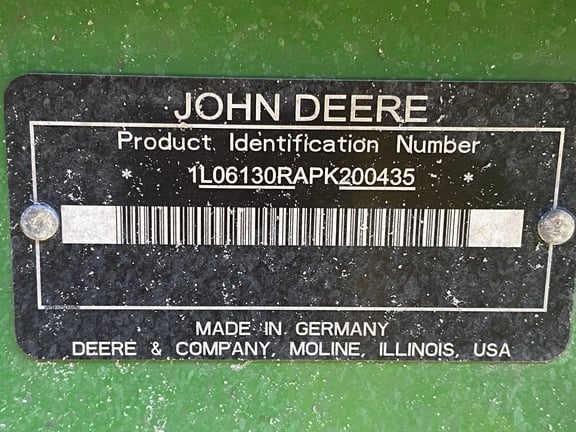 JOHN DEERE
Product Identification Number
* 1L06130RAPK200435 *
MADE IN GERMANY
DEERE & COMPANY, MOLINE, ILLINOIS, USA